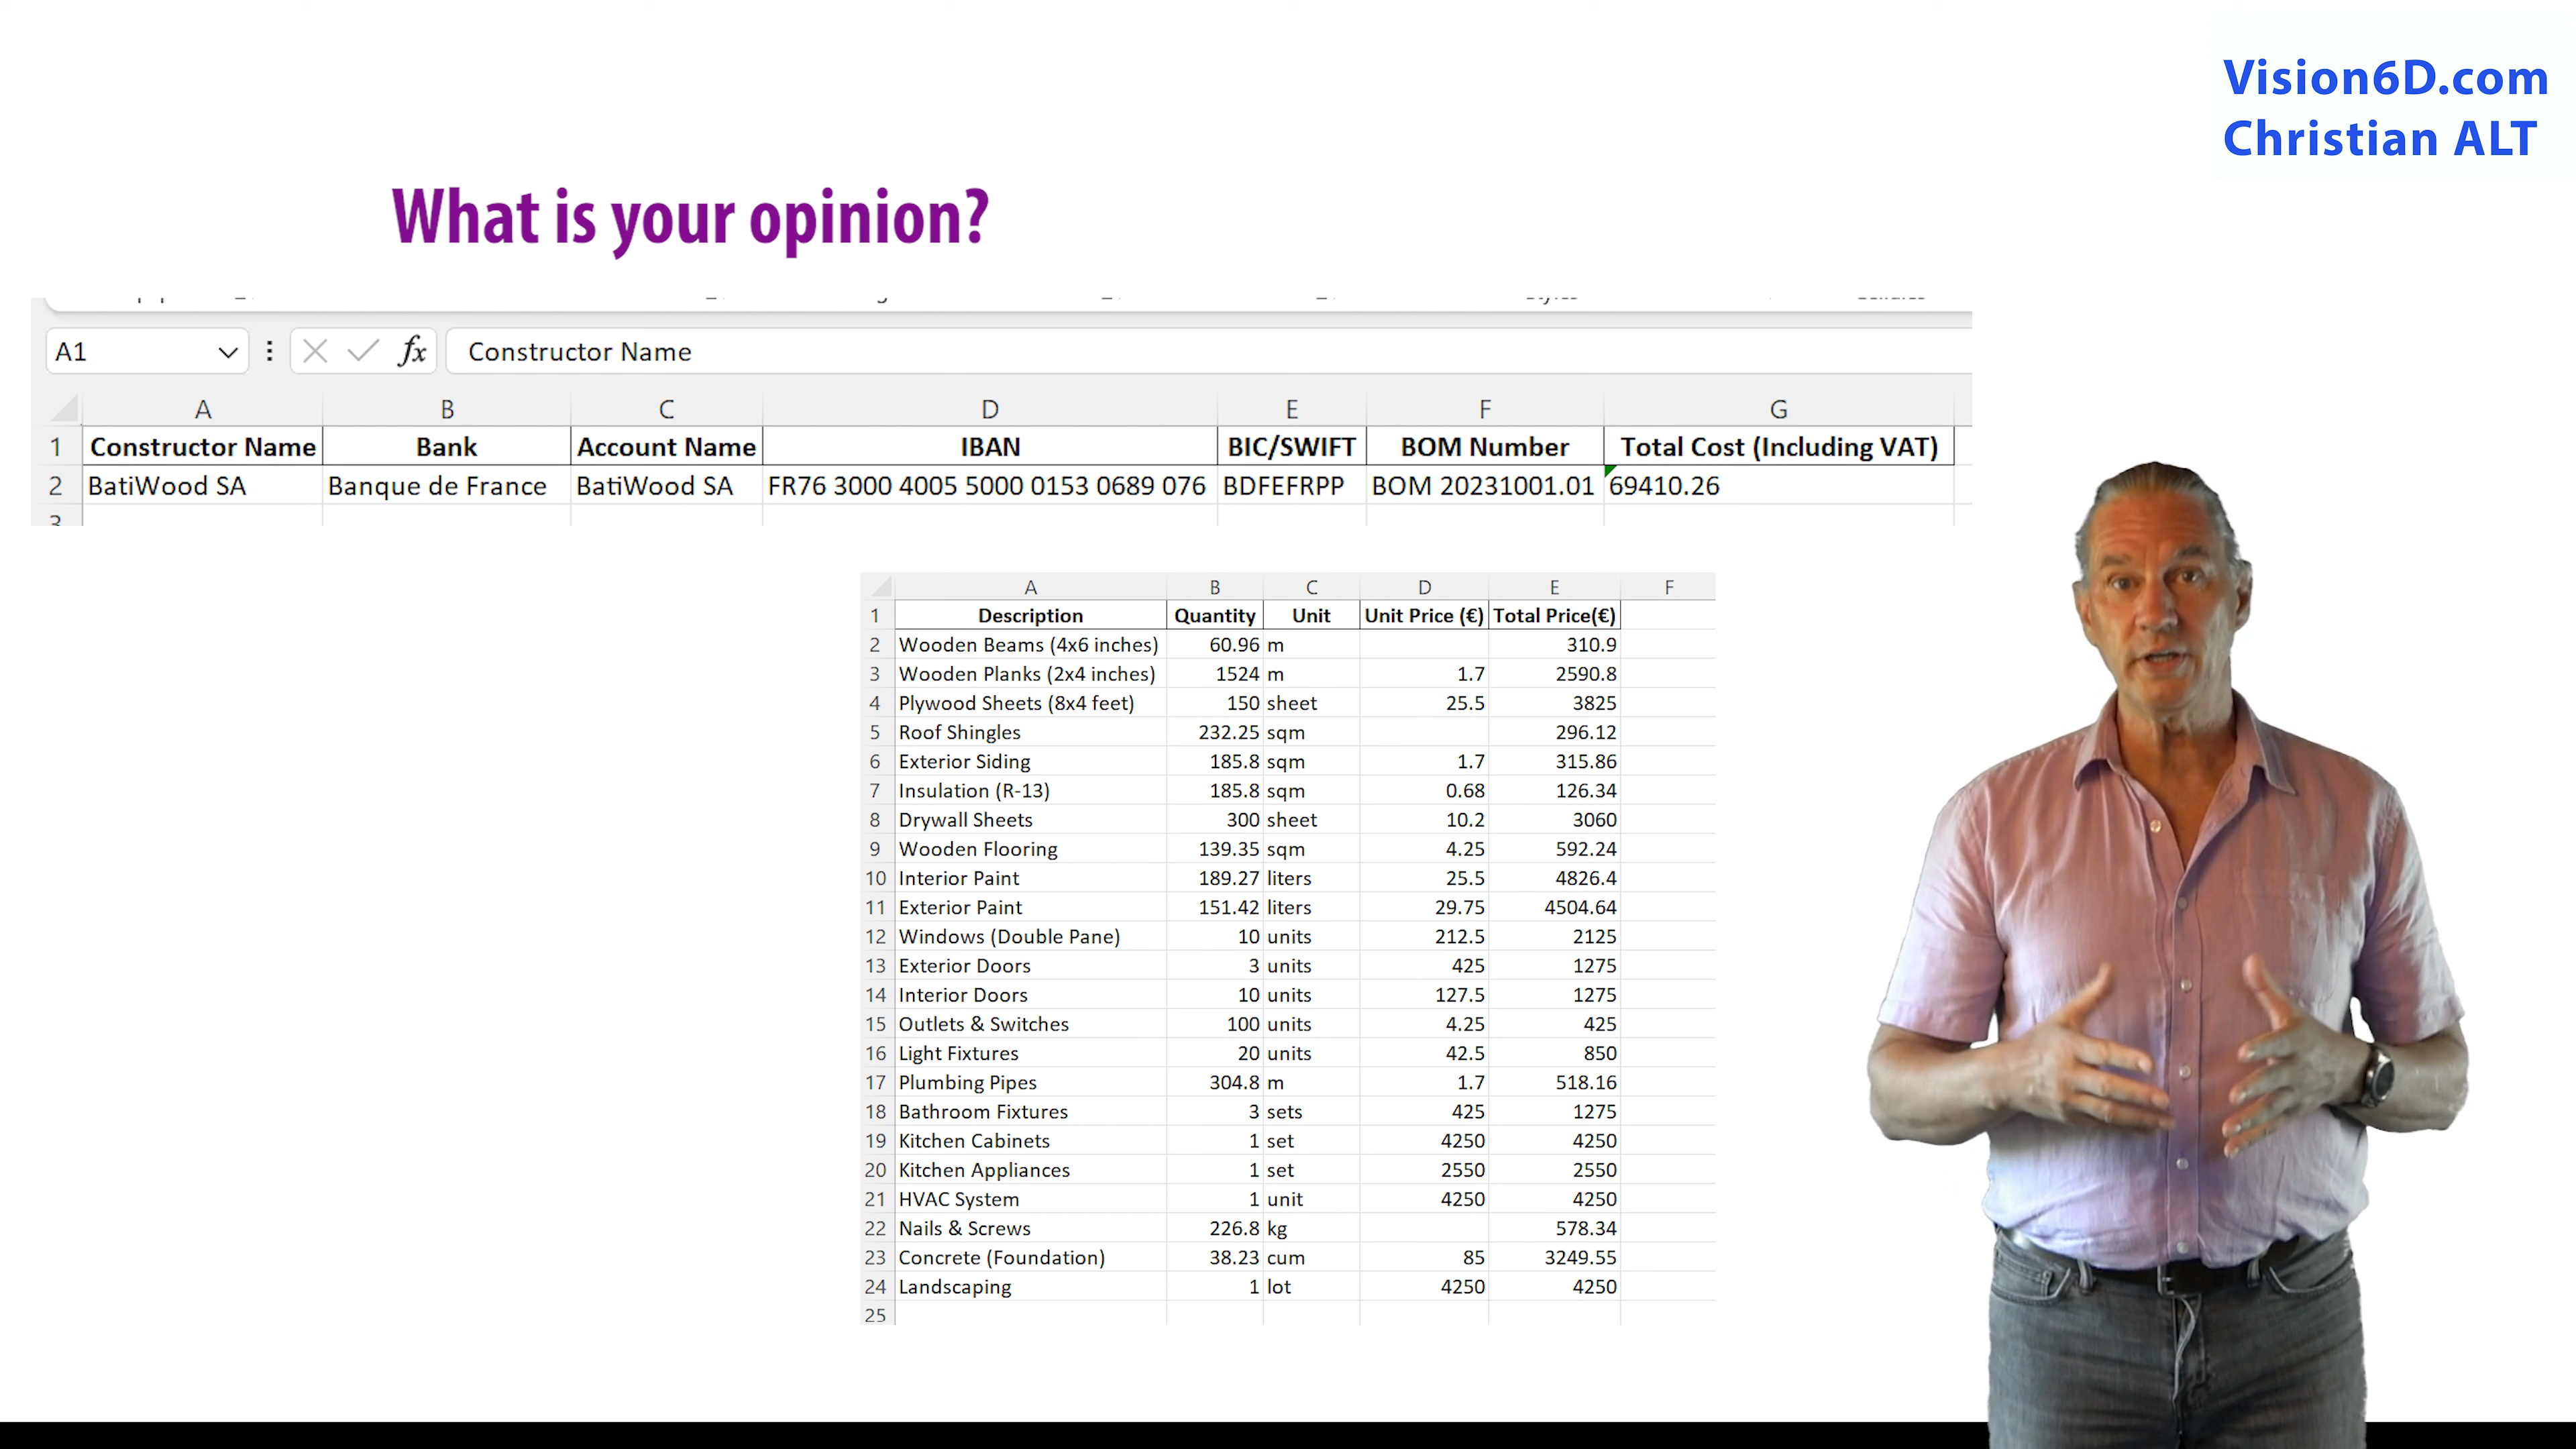 Vision6D.com
Christian ALT
What is your opinion?
A1 fx Constructor Name
A B C D E F G
1 Constructor Name Bank Account Name IBAN BIC/SWIFT BOM Number Total Cost (Including VAT)
2 BatiWood SA Banque de France BatiWood SA FR76 3000 4005 5000 0153 0689 076 BDFEFRPP BOM 20231001.01 69410.26
3
A B C D E F
1 Description Quantity Unit Unit Price (€) Total Price(€)
2 Wooden Beams (4x6 inches) 60.96 m 310.9
3 Wooden Planks (2x4 inches) 1524 m 1.7 2590.8
4 Plywood Sheets (8x4 feet) 150 sheet 25.5 3825
5 Roof Shingles 232.25 sqm 296.12
6 Exterior Siding 185.8 sqm 1.7 315.86
7 Insulation (R-13) 185.8 sqm 0.68 126.34
8 Drywall Sheets 300 sheet 10.2 3060
9 Wooden Flooring 139.35 sqm 4.25 592.24
10 Interior Paint 189.27 liters 25.5 4826.4
11 Exterior Paint 151.42 liters 29.75 4504.64
12 Windows (Double Pane) 10 units 212.5 2125
13 Exterior Doors 3 units 425 1275
14 Interior Doors 10 units 127.5 1275
15 Outlets & Switches 100 units 4.25 425
16 Light Fixtures 20 units 42.5 850
17 Plumbing Pipes 304.8 m 1.7 518.16
18 Bathroom Fixtures 3 sets 425 1275
19 Kitchen Cabinets 1 set 4250 4250
20 Kitchen Appliances 1 set 2550 2550
21 HVAC System 1 unit 4250 4250
22 Nails & Screws 226.8 kg 578.34
23 Concrete (Foundation) 38.23 cum 85 3249.55
24 Landscaping 1 lot 4250 4250
25